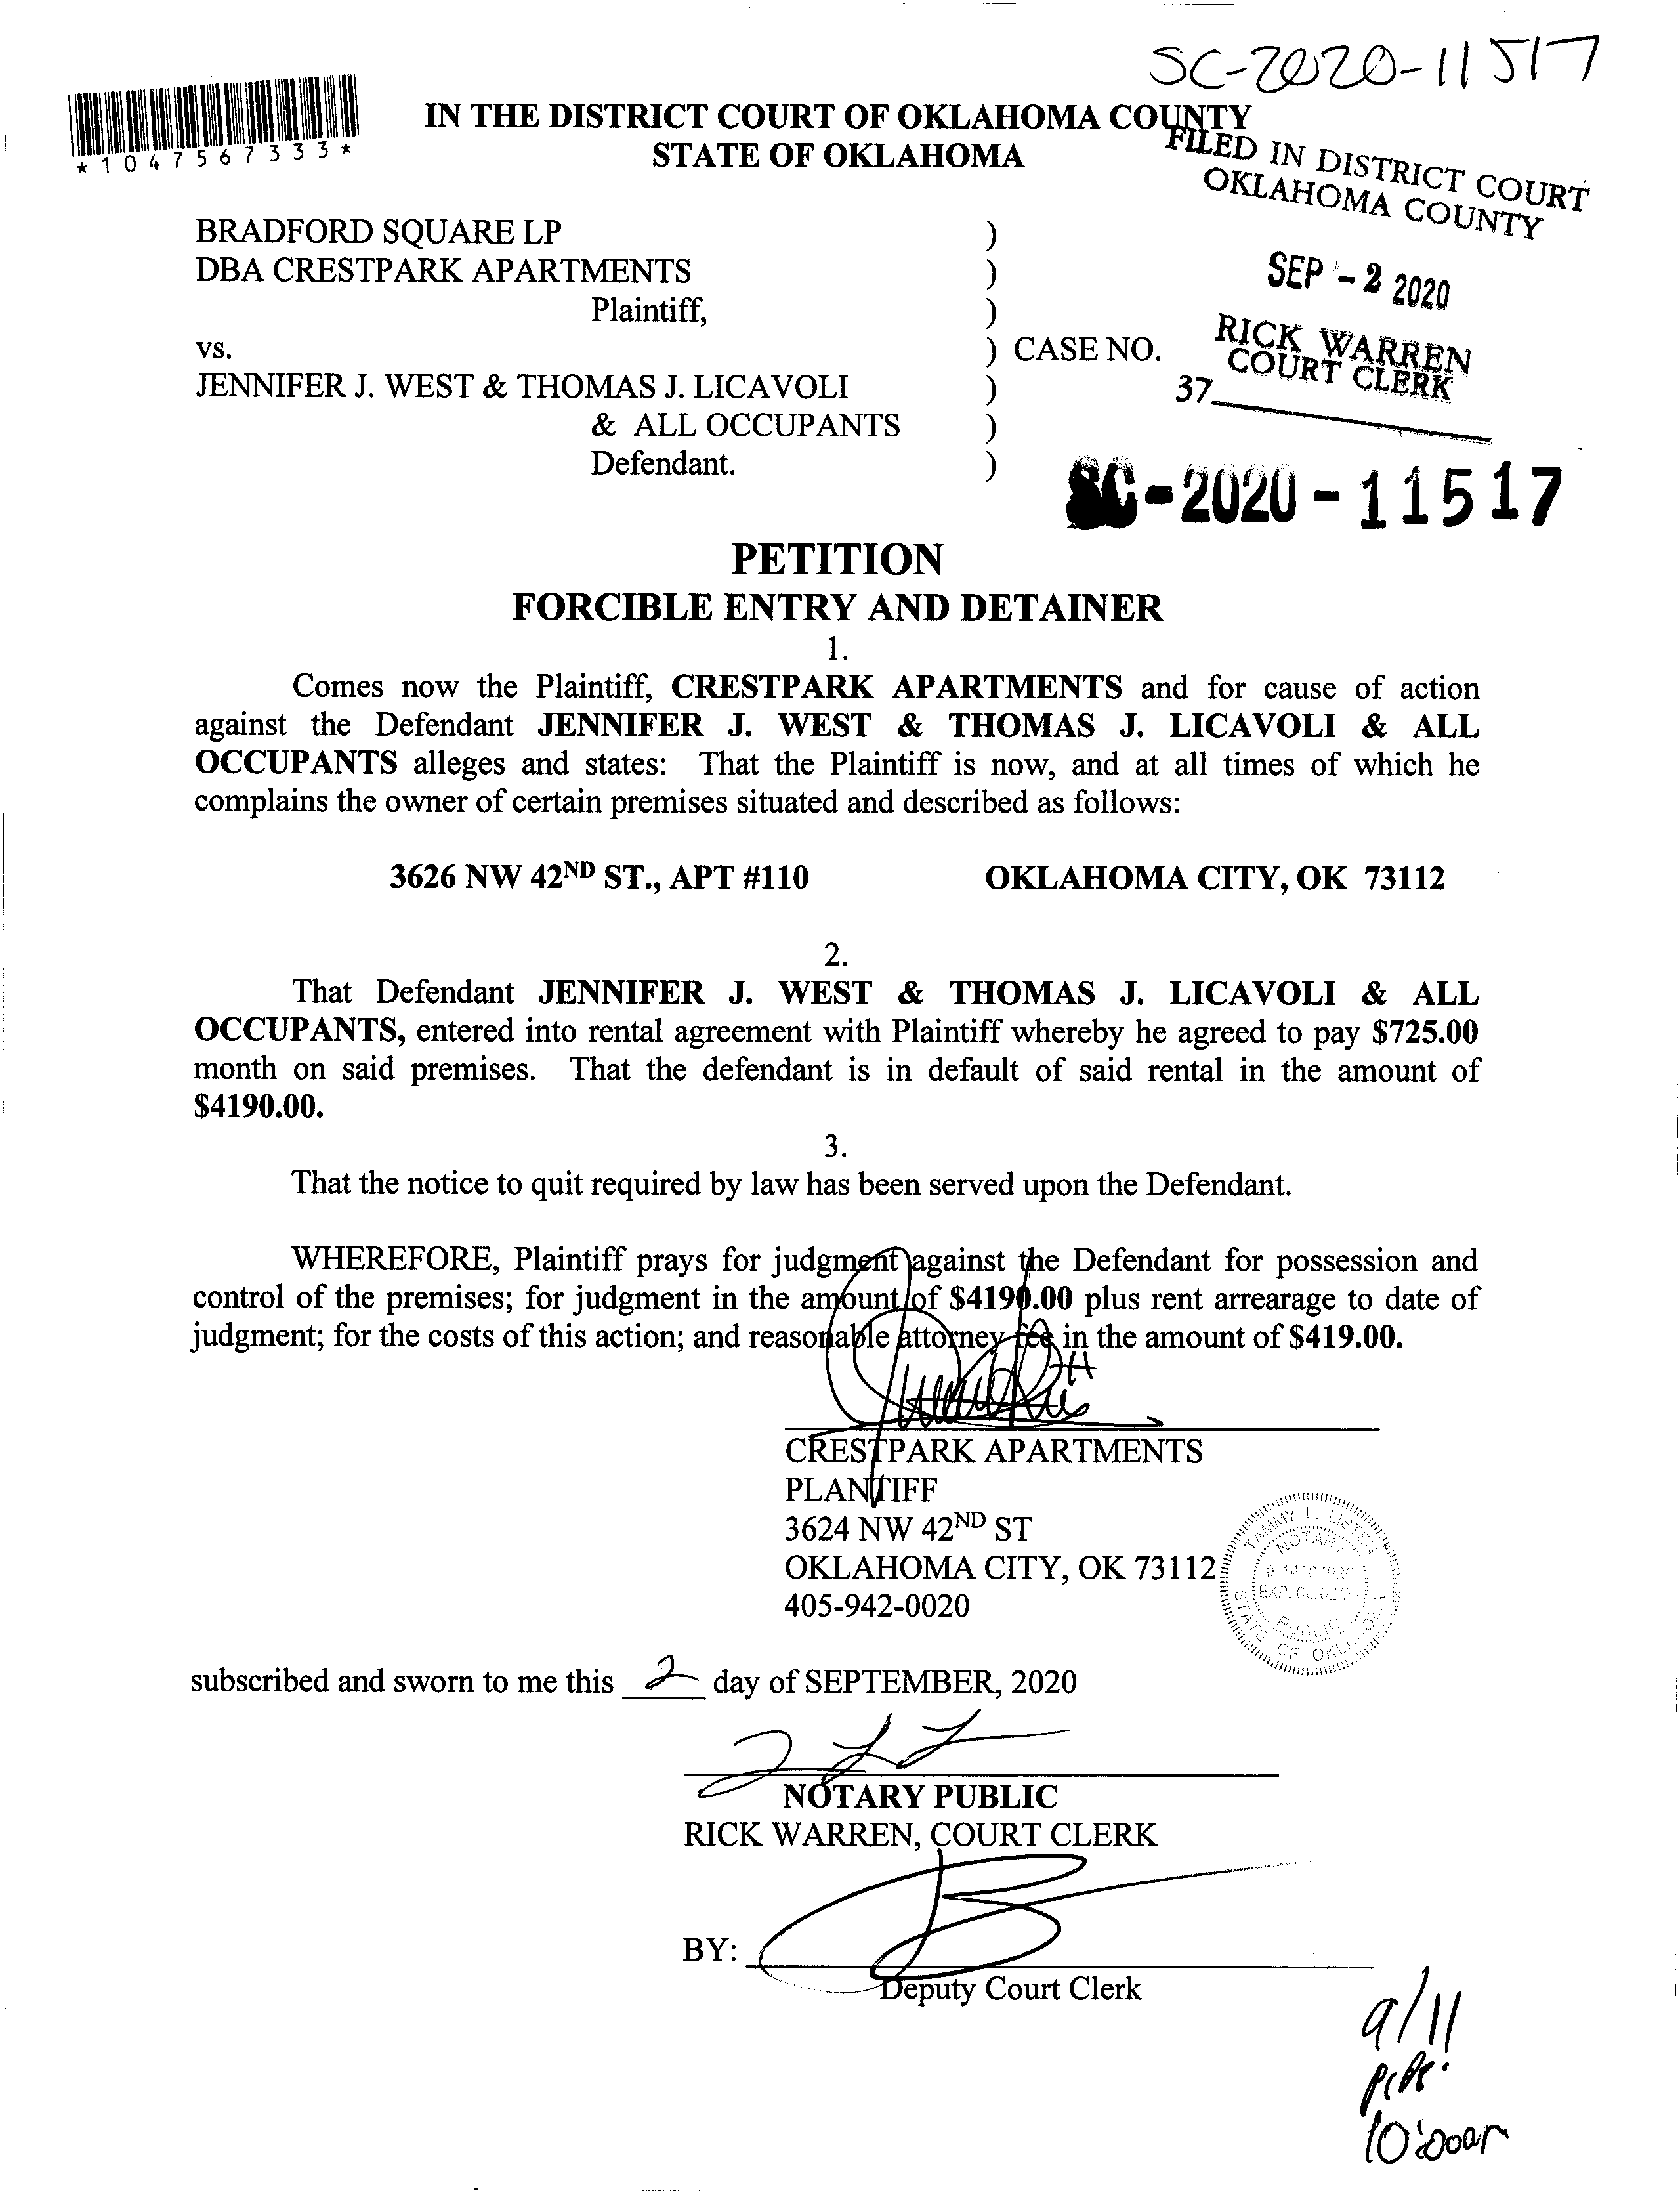 SC-2020-11517
*1047567333*
IN THE DISTRICT COURT OF OKLAHOMA COUNTY
STATE OF OKLAHOMA
FILED IN DISTRICT COURT
OKLAHOMA COUNTY
SEP - 2 2020
RICK WARREN
COURT CLERK
37
BRADFORD SQUARE LP )
DBA CRESTPARK APARTMENTS )
Plaintiff, )
vs. ) CASE NO.
JENNIFER J. WEST & THOMAS J. LICAVOLI )
& ALL OCCUPANTS )
Defendant. )
SC-2020-11517
PETITION
FORCIBLE ENTRY AND DETAINER
1.
Comes now the Plaintiff, CRESTPARK APARTMENTS and for cause of action
against the Defendant JENNIFER J. WEST & THOMAS J. LICAVOLI & ALL
OCCUPANTS alleges and states: That the Plaintiff is now, and at all times of which he
complains the owner of certain premises situated and described as follows:
3626 NW 42ND ST., APT #110 OKLAHOMA CITY, OK 73112
2.
That Defendant JENNIFER J. WEST & THOMAS J. LICAVOLI & ALL
OCCUPANTS, entered into rental agreement with Plaintiff whereby he agreed to pay $725.00
month on said premises. That the defendant is in default of said rental in the amount of
$4190.00.
3.
That the notice to quit required by law has been served upon the Defendant.
WHEREFORE, Plaintiff prays for judgment against the Defendant for possession and
control of the premises; for judgment in the amount of $4190.00 plus rent arrearage to date of
judgment; for the costs of this action; and reasonable attorney fee in the amount of $419.00.
CRESTPARK APARTMENTS
PLANTIFF
3624 NW 42ND ST
OKLAHOMA CITY, OK 73112
405-942-0020
TAMMY L. LISTEN
NOTARY
EXP.
PUBLIC
STATE OF OKLAHOMA
subscribed and sworn to me this 2 day of SEPTEMBER, 2020
NOTARY PUBLIC
RICK WARREN, COURT CLERK
BY:
Deputy Court Clerk
9/11
10:00am